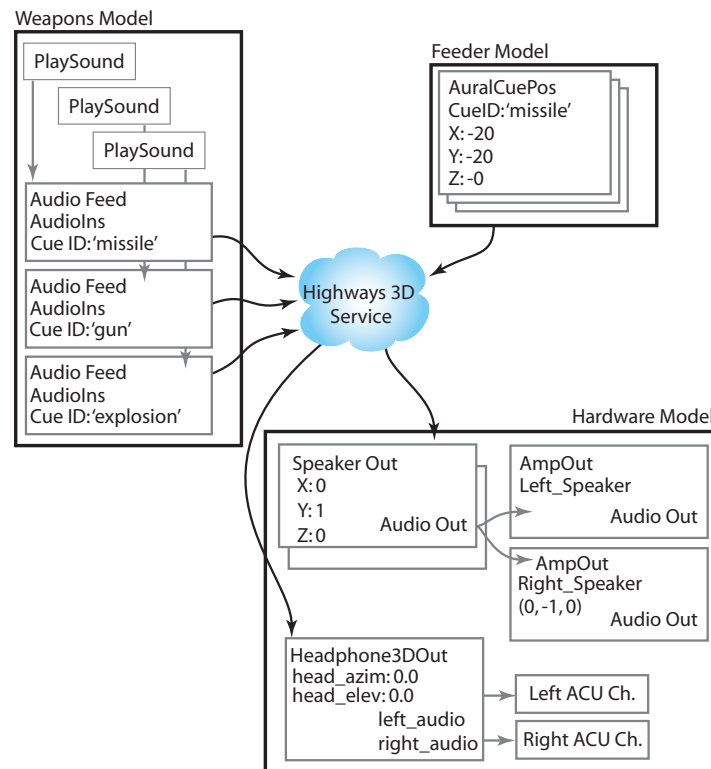 Weapons Model
PlaySound
PlaySound
PlaySound
Audio Feed
AudioIns
Cue ID:‘missile’
Audio Feed
AudioIns
Cue ID:‘gun’
Audio Feed
AudioIns
Cue ID:‘explosion’
Feeder Model
AuralCuePos
CueID:‘missile’
X:-20
Y:-20
Z:-0
Highways 3D
Service
Hardware Model
Speaker Out
X:0
Y:1
Z:0
Audio Out
AmpOut
Left_Speaker
Audio Out
AmpOut
Right_Speaker
(0,-1,0)
Audio Out
Headphone3DOut
head_azim:0.0
head_elev:0.0
left_audio
right_audio
Left ACU Ch.
Right ACU Ch.